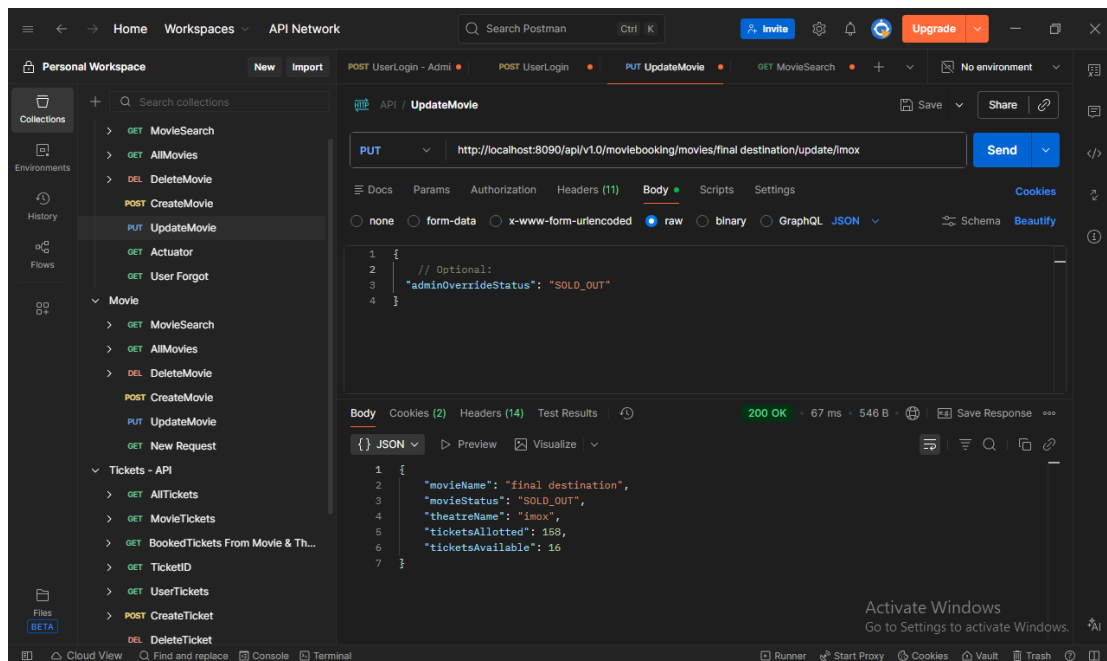 Home Workspaces API Network Search Postman Ctrl K Invite Upgrade
Personal Workspace New Import POST UserLogin - Admi. POST UserLogin PUT UpdateMovie GET MovieSearch No environment
Collections
Environments
History
Flows
Files
BETA
Search collections
GET MovieSearch
GET AllMovies
DEL DeleteMovie
POST CreateMovie
PUT UpdateMovie
GET Actuator
GET User Forgot
Movie
GET MovieSearch
GET AllMovies
DEL DeleteMovie
POST CreateMovie
PUT UpdateMovie
GET New Request
Tickets - API
GET AllTickets
GET MovieTickets
GET BookedTickets From Movie & Th...
GET TicketID
GET UserTickets
POST CreateTicket
DEL DeleteTicket
HTTP API / UpdateMovie Save Share
PUT http://localhost:8090/api/v1.0/moviebooking/movies/final destination/update/imox Send
Docs Params Authorization Headers (11) Body Scripts Settings Cookies
none form-data x-www-form-urlencoded raw binary GraphQL JSON Schema Beautify
1 {
2 // Optional:
3 "adminOverrideStatus": "SOLD_OUT"
4 }
Body Cookies (2) Headers (14) Test Results 200 OK 67 ms 546 B e.g. Save Response
{} JSON Preview Visualize
1 {
2 "movieName": "final destination",
3 "movieStatus": "SOLD_OUT",
4 "theatreName": "imox",
5 "ticketsAllotted": 158,
6 "ticketsAvailable": 16
7 }
Activate Windows
Go to Settings to activate Windows.
AI
Cloud View Find and replace Console Terminal Runner Start Proxy Cookies Vault Trash